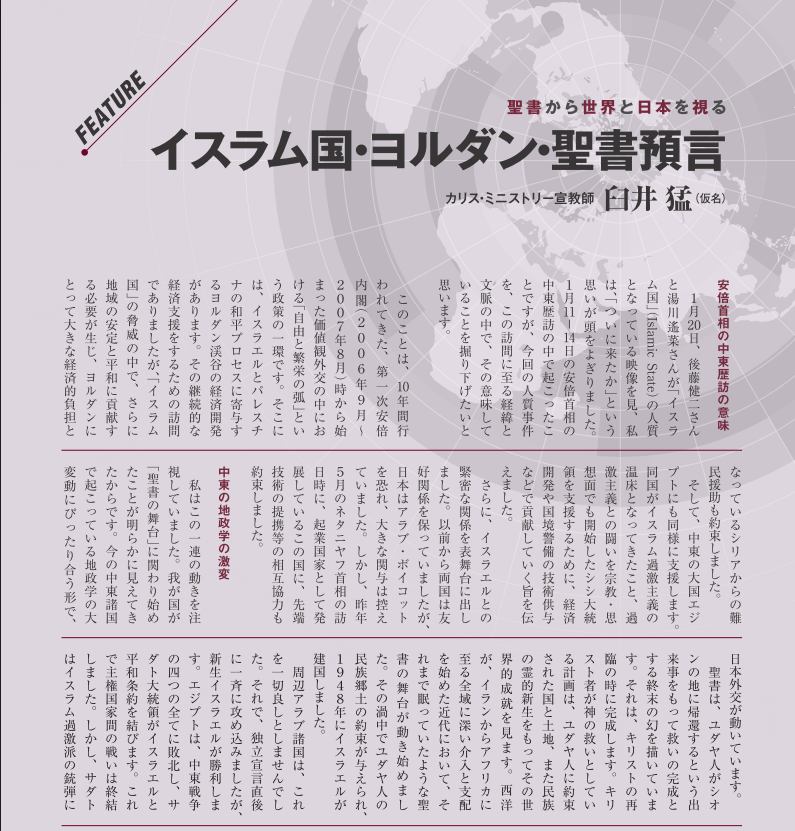 FEATURE
聖書から世界と日本を視る
イスラム国・ヨルダン・聖書預言
カリス・ミニストリー宣教師 臼井 猛(仮名)
安倍首相の中東歴訪の意味
1月20日、後藤健二さん
と湯川遙菜さんが「イスラ
ム国」(Islamic State)の人質
となっている映像を見、私
は「ついに来たか」という
思いが頭をよぎりました。
1月11―14日の安倍首相の
中東歴訪の中で起こったこ
とですが、今回の人質事件
を、この訪問に至る経緯と
文脈の中で、その意味して
いることを掘り下げたいと
思います。
このことは、10年間行
われてきた、第一次安倍
内閣(2006年9月〜
2007年8月)時から始
まった価値観外交の中にお
ける「自由と繁栄の弧」とい
う政策の一環です。そこに
は、イスラエルとパレスチ
ナの和平プロセスに寄与す
るヨルダン渓谷の経済開発
があります。その継続的な
経済支援をするための訪問
でありましたが、「イスラム
国」の脅威の中で、さらに
地域の安定と平和に貢献す
る必要が生じ、ヨルダンに
とって大きな経済的負担と
なっているシリアからの難
民援助も約束しました。
そして、中東の大国エジ
プトにも同様に支援します。
同国がイスラム過激主義の
温床となってきたこと、過
激主義との闘いを宗教・思
想面でも開始したシシ大統
領を支援するために、経済
開発や国境警備の技術供与
などで貢献していく旨を伝
えました。
さらに、イスラエルとの
緊密な関係を表舞台に出し
ました。以前から両国は友
好関係を保っていましたが、
日本はアラブ・ボイコット
を恐れ、大きな関与は控え
ていました。しかし、昨年
5月のネタニヤフ首相の訪
日時に、起業国家として発
展しているこの国に、先端
技術の提携等の相互協力も
約束しました。
中東の地政学の激変
私はこの一連の動きを注
視していました。我が国が
「聖書の舞台」に関わり始め
たことが明らかに見えてき
たからです。今の中東諸国
で起こっている地政学の大
変動にぴったり合う形で、
日本外交が動いています。
聖書は、ユダヤ人がシオ
ンの地に帰還するという出
来事をもって救いの完成と
する終末の幻を描いていま
す。それは、キリストの再
臨の時に完成します。キリ
スト者が神の救いとしてい
る計画は、ユダヤ人に約束
された国と土地、また民族
の霊的新生をもってその世
界的成就を見ます。西洋
が、イランからアフリカに
至る全域に深い介入と支配
を始めた近代において、そ
れまで眠っていたような聖
書の舞台が動き始めまし
た。その渦中でユダヤ人の
民族郷土の約束が与えられ、
1948年にイスラエルが
建国しました。
周辺アラブ諸国は、これ
を一切良しとしませんでし
た。それで、独立宣言直後
に一斉に攻め込みましたが、
新生イスラエルが勝利しま
す。エジプトは、中東戦争
の四つの全てに敗北し、サ
ダト大統領がイスラエルと
平和条約を結びます。これ
で主権国家間の戦いは終結
しました。しかし、サダト
はイスラム過激派の銃弾に